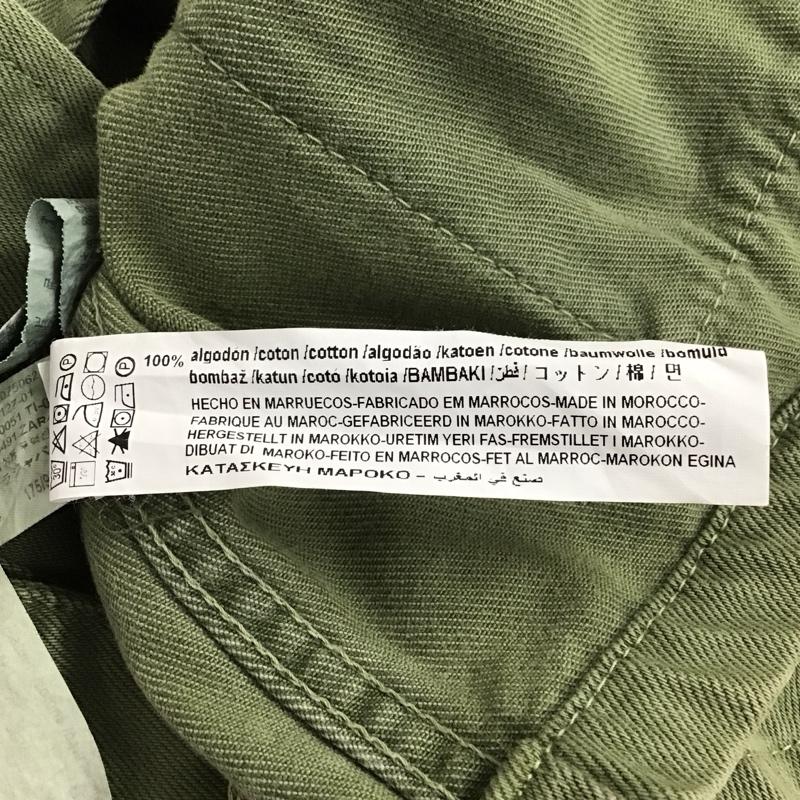 100% algodón /coton /cotton /algodão /katoen /cotone /baumwolle /bomuld
bombaž /katun /cotó /kotoia /BAMBAKI /قطن / コットン / 棉 / 면
HECHO EN MARRUECOS-FABRICADO EM MARROCOS-MADE IN MOROCCO-
FABRIQUE AU MAROC-GEFABRICEERD IN MAROKKO-FATTO IN MAROCCO-
HERGESTELLT IN MAROKKO-URETIM YERI FAS-FREMSTILLET I MAROKKO-
DIBUAT DI MAROKO-FEITO EN MARROCOS-FET AL MARROC-MAROKON EGINA
ΚΑΤΑΣΚΕΥΗ ΜΑΡΟΚΟ – صنع في المغرب